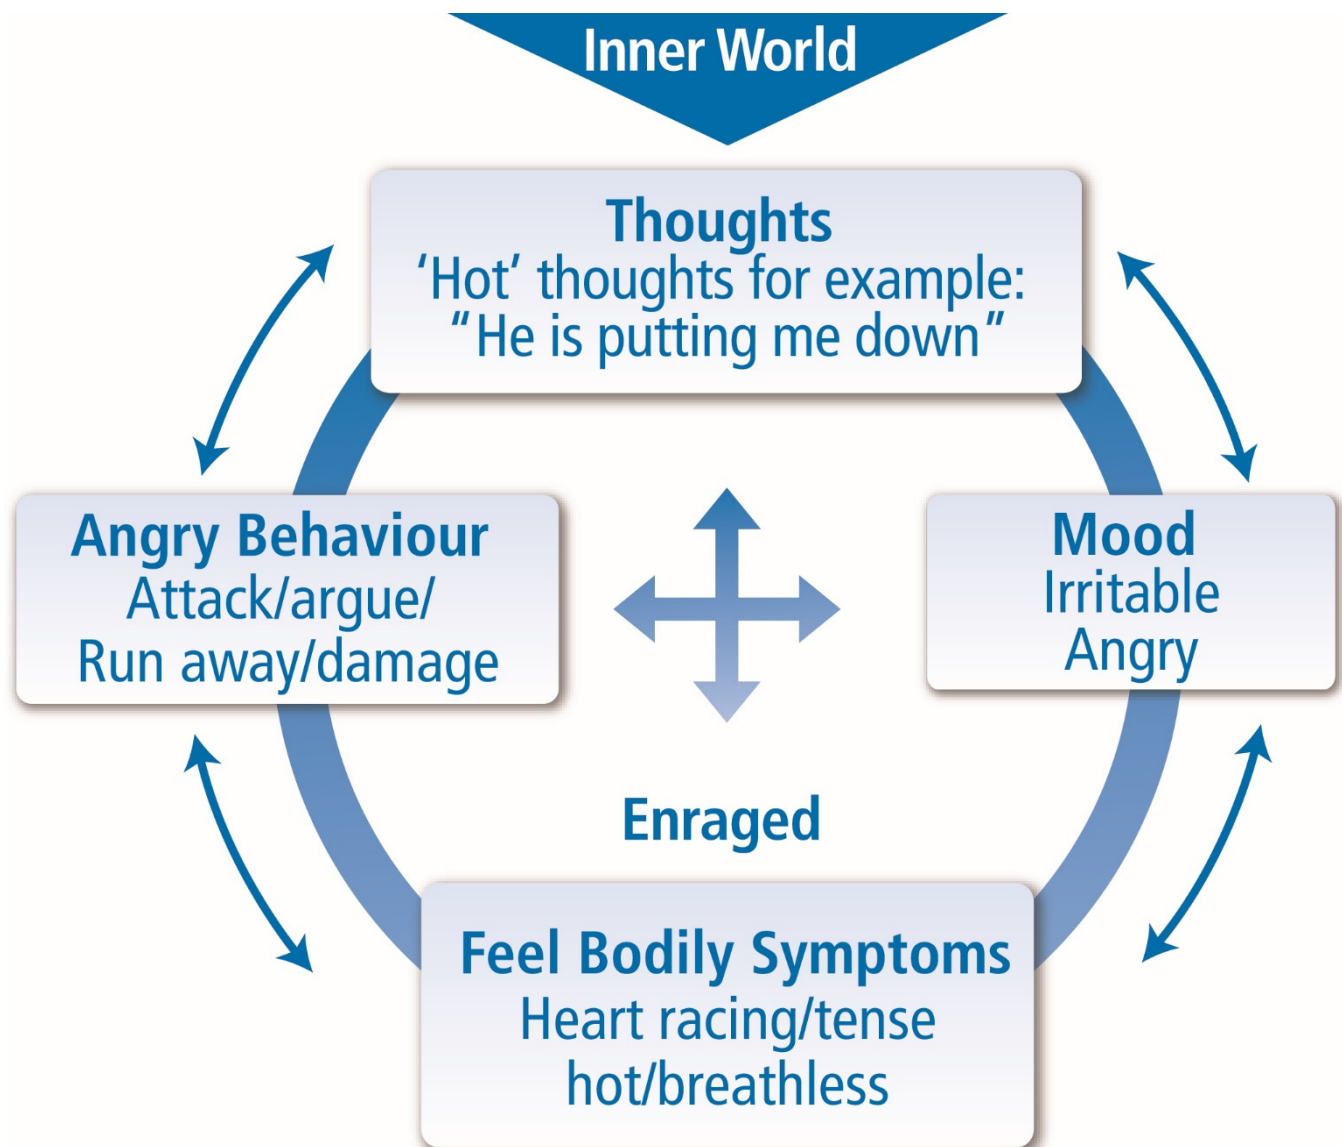 Inner World
Thoughts
‘Hot’ thoughts for example:
“He is putting me down”
Angry Behaviour
Attack/argue/
Run away/damage
Mood
Irritable
Angry
Enraged
Feel Bodily Symptoms
Heart racing/tense
hot/breathless